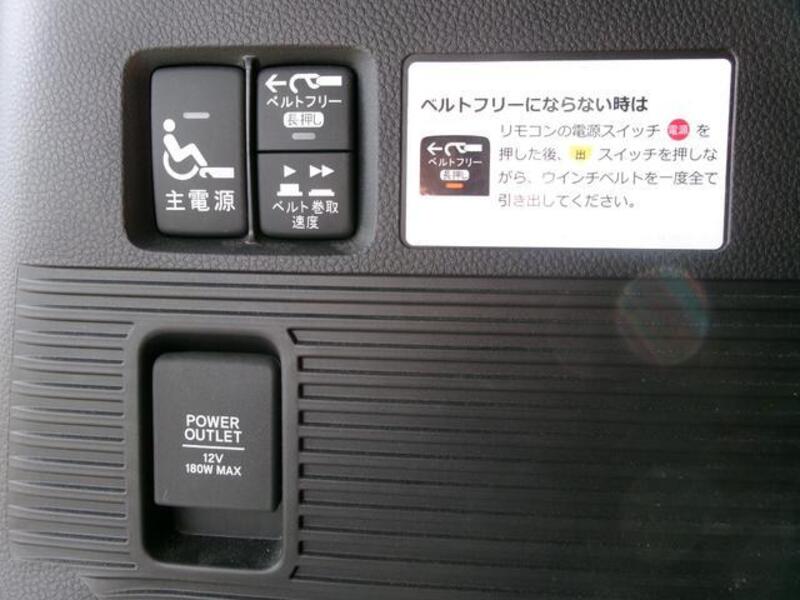 主電源
ベルトフリー
長押し
ベルト巻取
速度
ベルトフリーにならない時は
リモコンの電源スイッチ 電源 を
押した後、 出 スイッチを押しな
がら、ウインチベルトを一度全て
引き出してください。
ベルトフリー
長押し
POWER
OUTLET
12V
180W MAX